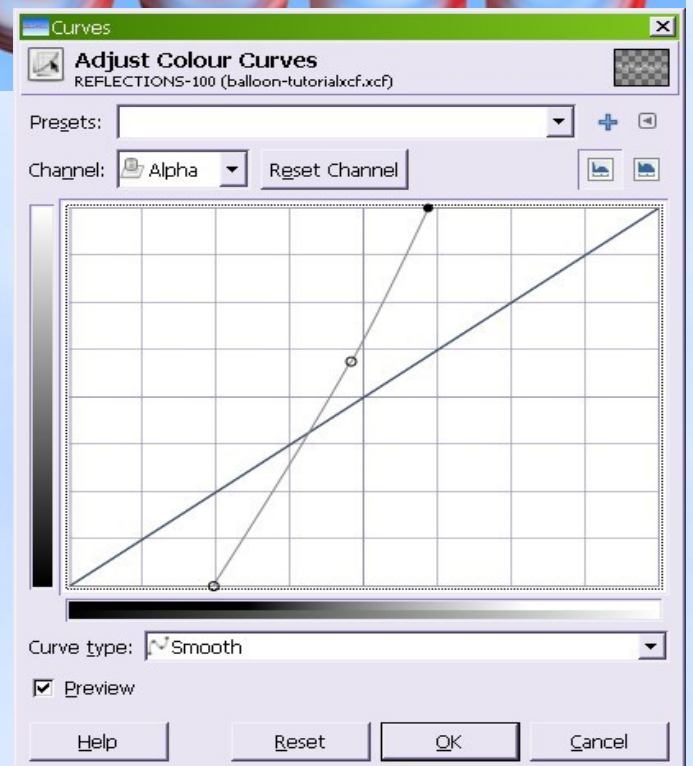 Curves
Adjust Colour Curves
REFLECTIONS-100 (balloon-tutorialxcf.xcf)
Presets:
Channel: Alpha Reset Channel
Curve type: Smooth
Preview
Help Reset OK Cancel